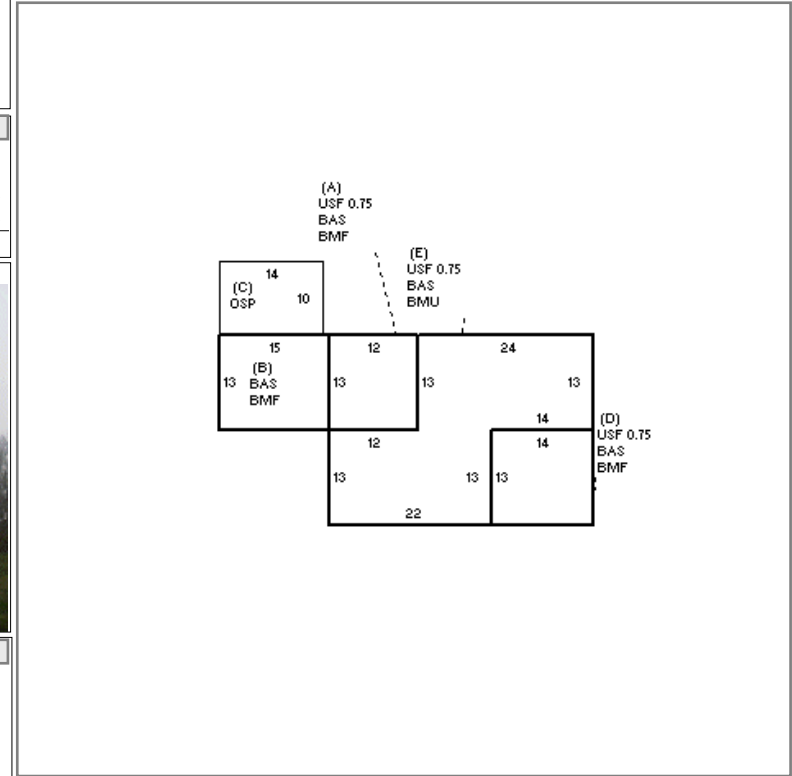 (A)
USF 0.75
BAS
BMF
(E)
USF 0.75
BAS
BMU
14
(C)
OSP
10
15
12
24
13
(B)
BAS
BMF
13
13
13
14
(D)
USF 0.75
BAS
BMF
12
14
13
13
13
22